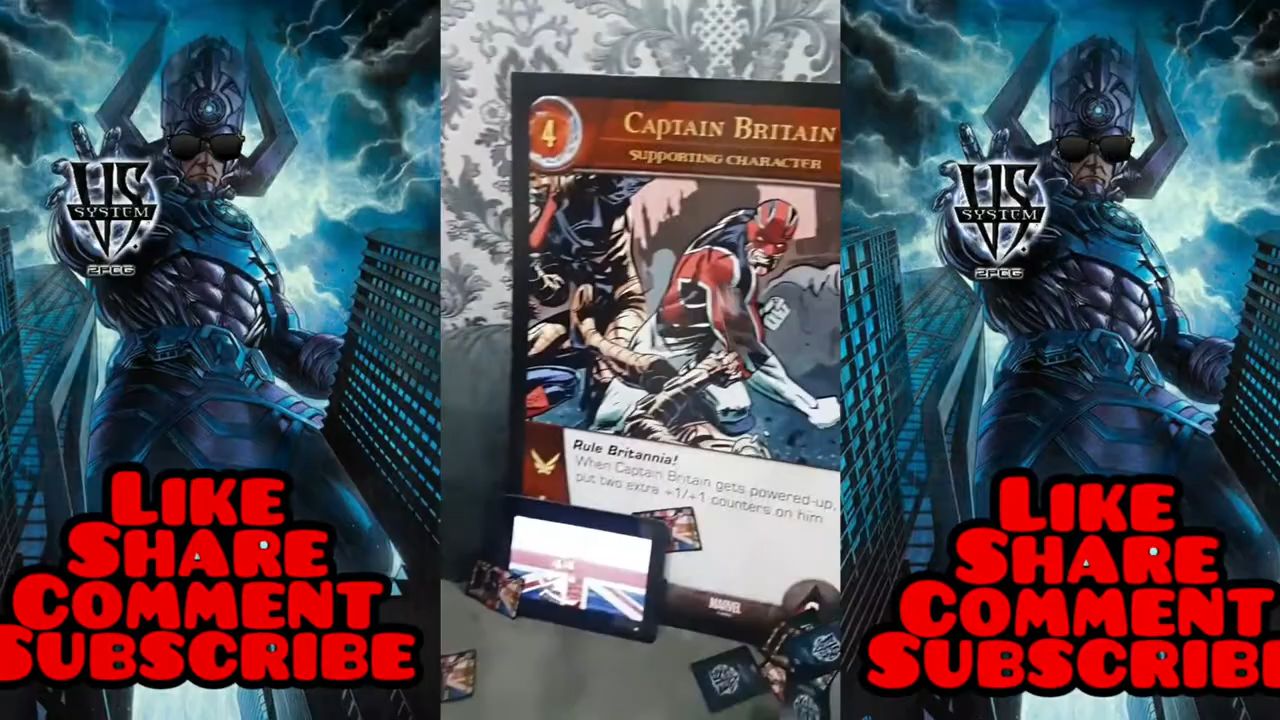 VS
SYSTEM
2PCG
LIKE
SHARE
COMMENT
SUBSCRIBE
4
CAPTAIN BRITAIN
SUPPORTING CHARACTER
Rule Britannia!
When Captain Britain gets powered-up,
put two extra +1/+1 counters on him
MARVEL
VS
SYSTEM
2PCG
LIKE
SHARE
COMMENT
SUBSCRIBE